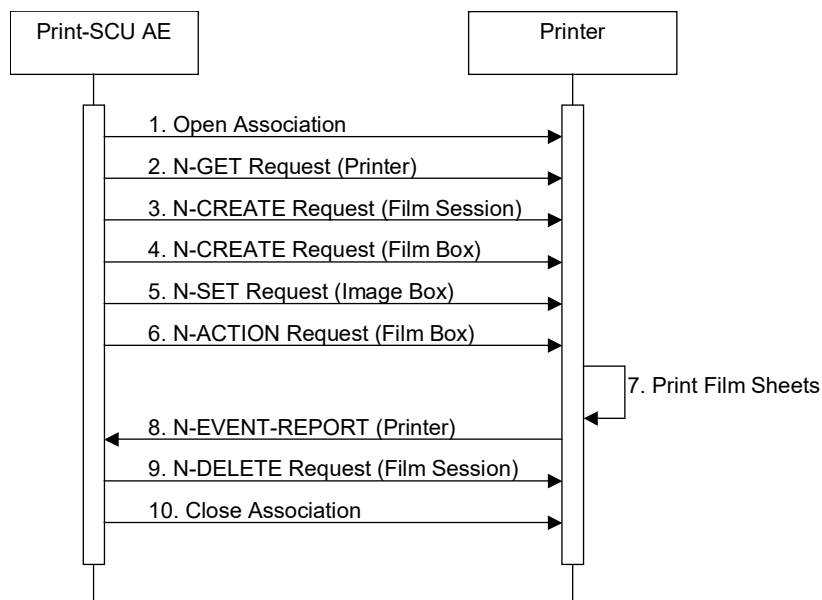 Print-SCU AE
Printer
1. Open Association
2. N-GET Request (Printer)
3. N-CREATE Request (Film Session)
4. N-CREATE Request (Film Box)
5. N-SET Request (Image Box)
6. N-ACTION Request (Film Box)
7. Print Film Sheets
8. N-EVENT-REPORT (Printer)
9. N-DELETE Request (Film Session)
10. Close Association